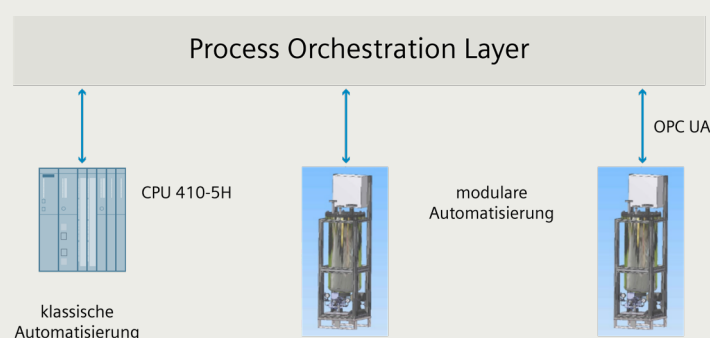 Process Orchestration Layer
OPC UA
CPU 410-5H
modulare
Automatisierung
klassische
Automatisierung